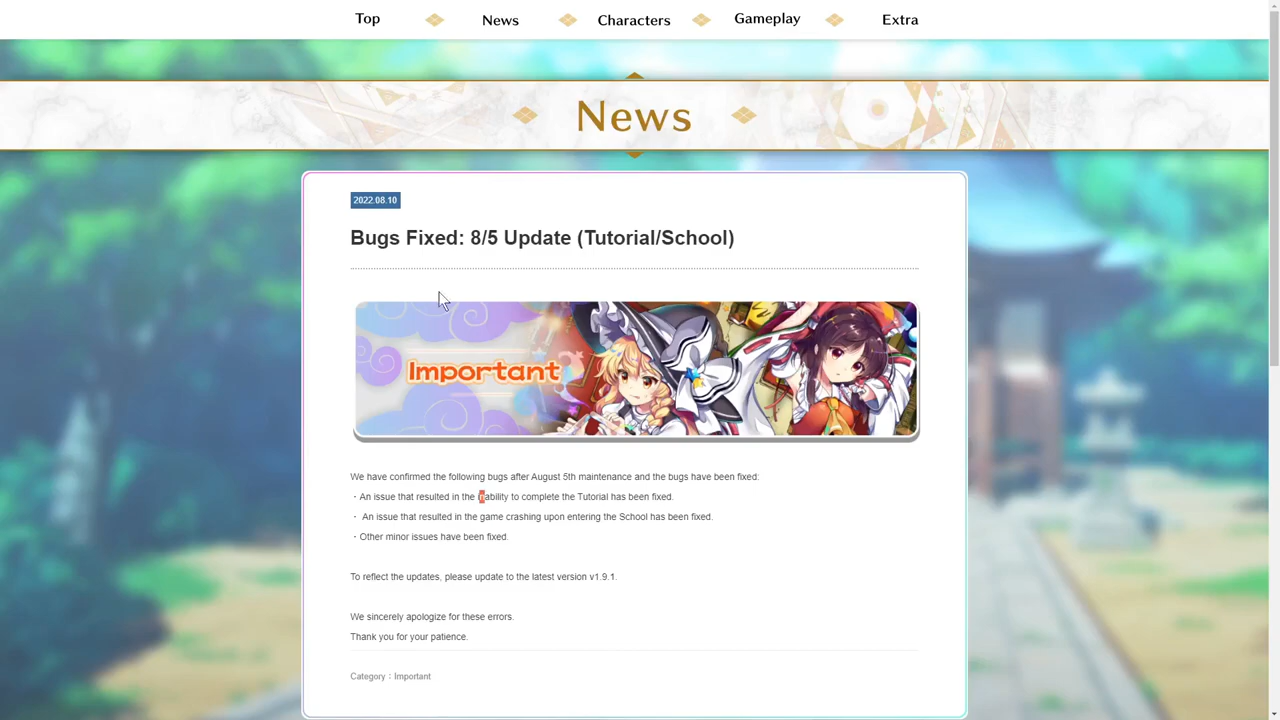 Top
News
Characters
Gameplay
Extra
News
2022.08.10
Bugs Fixed: 8/5 Update (Tutorial/School)
Important
We have confirmed the following bugs after August 5th maintenance and the bugs have been fixed:
・An issue that resulted in the inability to complete the Tutorial has been fixed.
・ An issue that resulted in the game crashing upon entering the School has been fixed.
・Other minor issues have been fixed.
To reflect the updates, please update to the latest version v1.9.1.
We sincerely apologize for these errors.
Thank you for your patience.
Category : Important